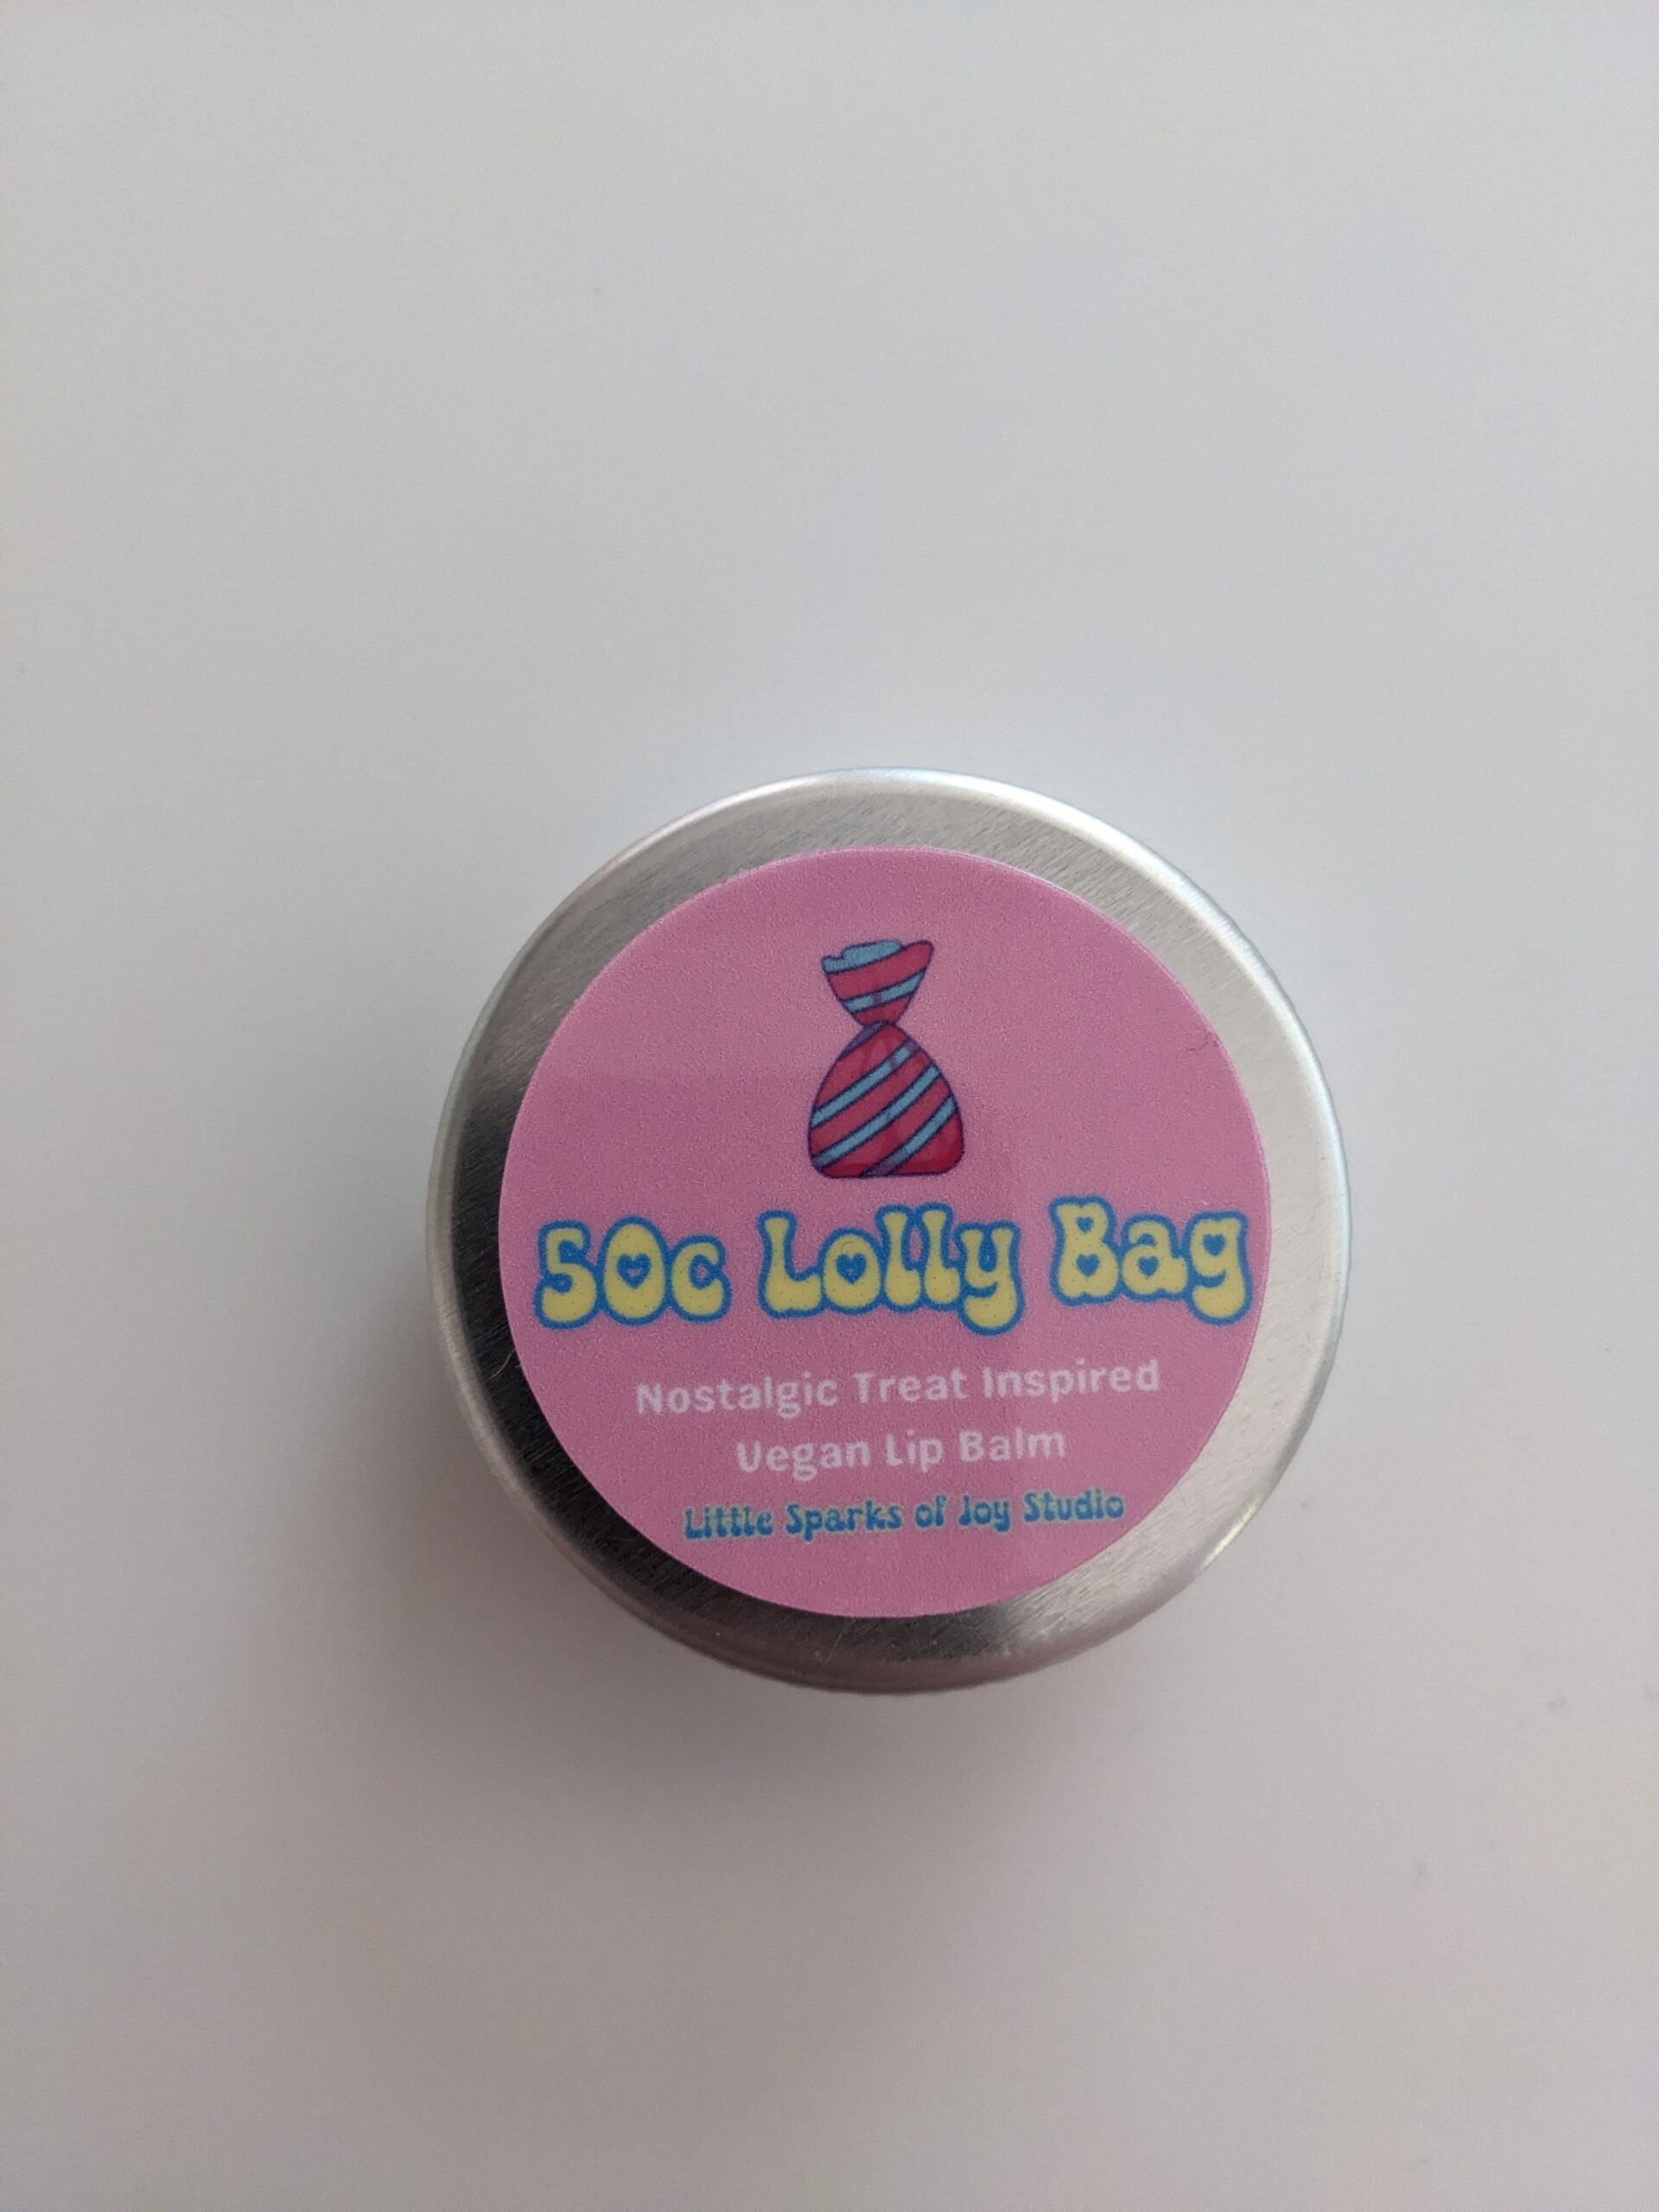 50c Lolly Bag
Nostalgic Treat Inspired
Vegan Lip Balm
Little Sparks of Joy Studio